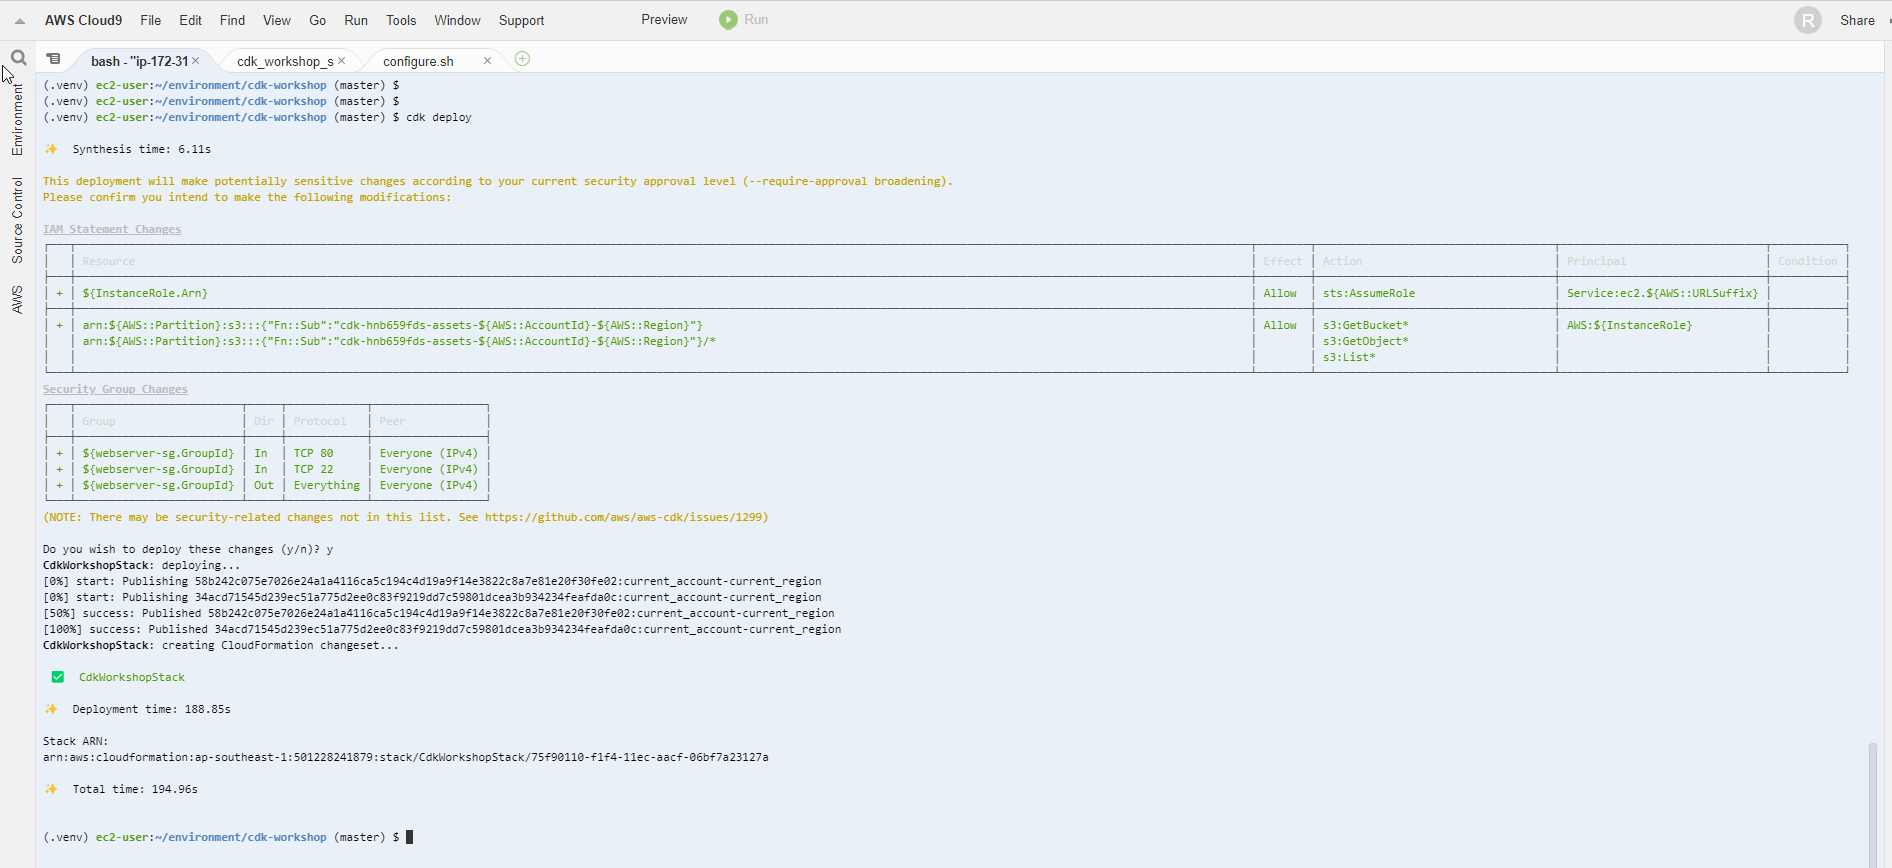 AWS Cloud9 File Edit Find View Go Run Tools Window Support Preview Run R Share
bash - "ip-172-31 × cdk_workshop_s × configure.sh ×
Environment
Source Control
AWS
(.venv) ec2-user:~/environment/cdk-workshop (master) $
(.venv) ec2-user:~/environment/cdk-workshop (master) $
(.venv) ec2-user:~/environment/cdk-workshop (master) $ cdk deploy
✨ Synthesis time: 6.11s
This deployment will make potentially sensitive changes according to your current security approval level (--require-approval broadening).
Please confirm you intend to make the following modifications:
IAM Statement Changes
Resource Effect Action Principal Condition
+ ${InstanceRole.Arn} Allow sts:AssumeRole Service:ec2.${AWS::URLSuffix}
+ arn:${AWS::Partition}:s3:::{"Fn::Sub":"cdk-hnb659fds-assets-${AWS::AccountId}-${AWS::Region}"} Allow s3:GetBucket* AWS:${InstanceRole}
arn:${AWS::Partition}:s3:::{"Fn::Sub":"cdk-hnb659fds-assets-${AWS::AccountId}-${AWS::Region}"}/* s3:GetObject*
s3:List*
Security Group Changes
Group Dir Protocol Peer
+ ${webserver-sg.GroupId} In TCP 80 Everyone (IPv4)
+ ${webserver-sg.GroupId} In TCP 22 Everyone (IPv4)
+ ${webserver-sg.GroupId} Out Everything Everyone (IPv4)
(NOTE: There may be security-related changes not in this list. See https://github.com/aws/aws-cdk/issues/1299)
Do you wish to deploy these changes (y/n)? y
CdkWorkshopStack: deploying...
[0%] start: Publishing 58b242c075e7026e24a1a4116ca5c194c4d19a9f14e3822c8a7e81e20f30fe02:current_account-current_region
[0%] start: Publishing 34acd71545d239ec51a775d2ee0c83f9219dd7c59801dcea3b934234feafda0c:current_account-current_region
[50%] success: Published 58b242c075e7026e24a1a4116ca5c194c4d19a9f14e3822c8a7e81e20f30fe02:current_account-current_region
[100%] success: Published 34acd71545d239ec51a775d2ee0c83f9219dd7c59801dcea3b934234feafda0c:current_account-current_region
CdkWorkshopStack: creating CloudFormation changeset...
✅ CdkWorkshopStack
✨ Deployment time: 188.85s
Stack ARN:
arn:aws:cloudformation:ap-southeast-1:501228241879:stack/CdkWorkshopStack/75f90110-f1f4-11ec-aacf-06bf7a23127a
✨ Total time: 194.96s
(.venv) ec2-user:~/environment/cdk-workshop (master) $